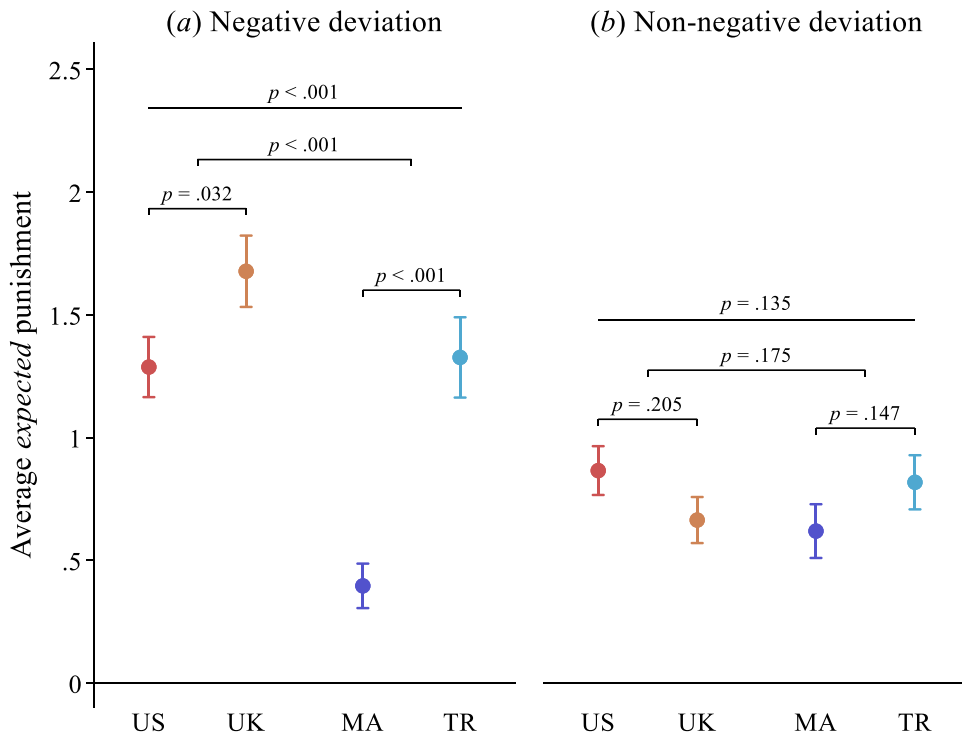 (a) Negative deviation
(b) Non-negative deviation
Average expected punishment
2.5
2
1.5
1
.5
0
p < .001
p < .001
p = .032
p < .001
US UK MA TR
p = .135
p = .175
p = .205
p = .147
US UK MA TR